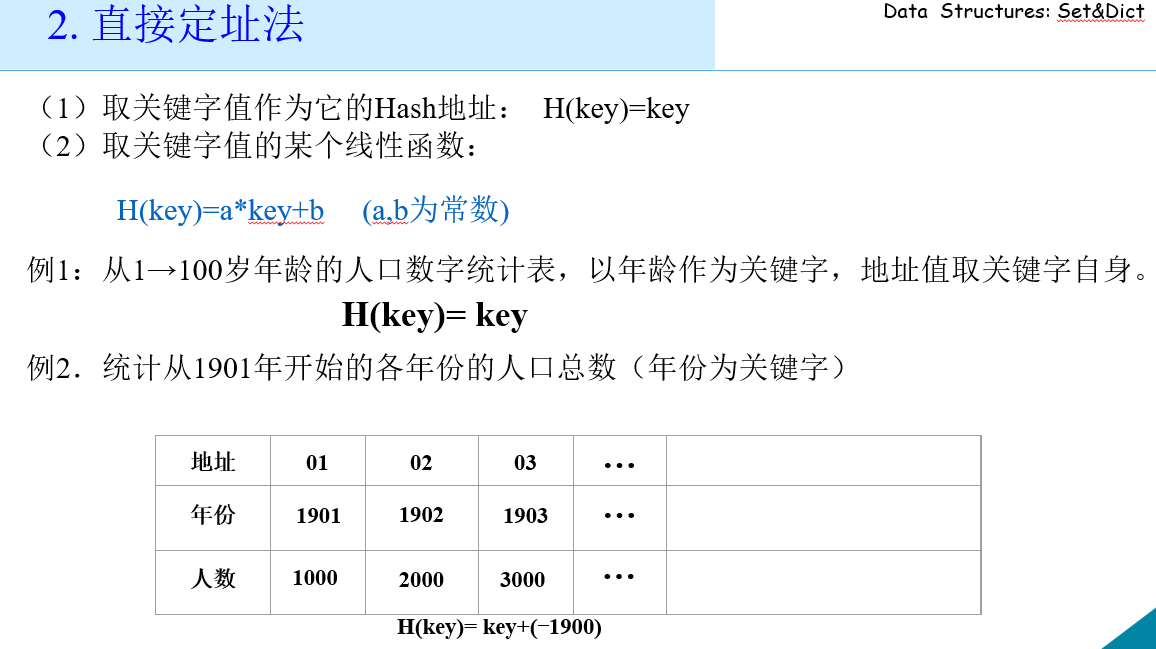 2. 直接定址法
Data Structures: Set&Dict
（1）取关键字值作为它的Hash地址： H(key)=key
（2）取关键字值的某个线性函数：
H(key)=a*key+b (a,b为常数)
例1：从1→100岁年龄的人口数字统计表，以年龄作为关键字，地址值取关键字自身。
H(key)= key
例2．统计从1901年开始的各年份的人口总数（年份为关键字）
地址 01 02 03 …
年份 1901 1902 1903 …
人数 1000 2000 3000 …
H(key)= key+(−1900)